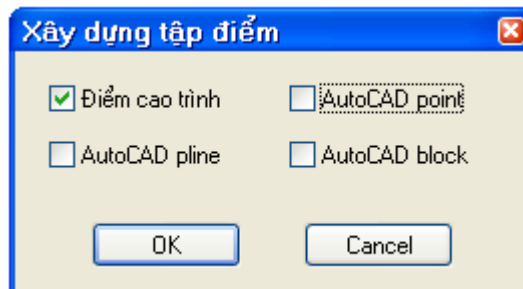 Xây dựng tập điểm
Điểm cao trình
AutoCAD point
AutoCAD pline
AutoCAD block
OK
Cancel